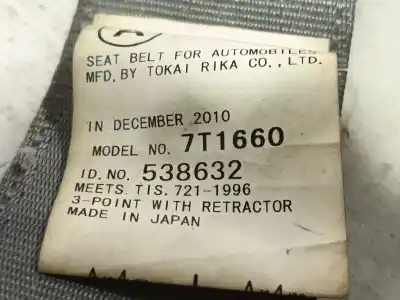 SEAT BELT FOR AUTOMOBILES
MFD, BY TOKAI RIKA CO., LTD.
IN DECEMBER 2010
MODEL NO. 7T1660
ID. NO. 538632
MEETS, TIS. 721-1996
3-POINT WITH RETRACTOR
MADE IN JAPAN